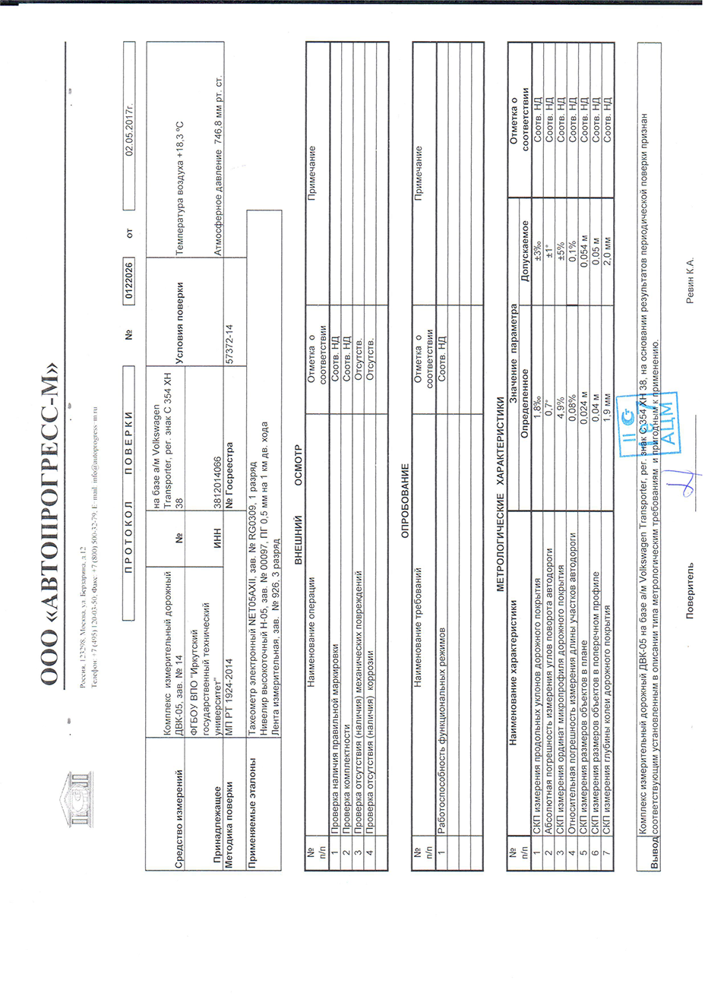 ООО «АВТОПРОГРЕСС-М»
Россия, 123298, Москва, ул. Берзарина, д.12
Телефон: +7 (495) 120-03-50, Факс: +7 (800) 500-32-79, E-mail: info@autoprogress-m.ru
ПРОТОКОЛ ПОВЕРКИ № 0122026 от 02.05.2017г.
Средство измерений
Комплекс измерительный дорожный
ДВК-05, зав. № 14
№
на базе а/м Volkswagen
Transporter, рег. знак С 354 ХН
38
Условия поверки
Температура воздуха +18,3 ºС
Атмосферное давление 746,8 мм рт. ст.
Принадлежащее
ФГБОУ ВПО "Иркутский
государственный технический
университет"
ИНН
3812014066
Методика поверки
МП РТ 1924-2014
№ Госреестра
57372-14
Применяемые эталоны
Тахеометр электронный NET05AXII, зав. № RG0309, 1 разряд
Нивелир высокоточный Н-05, зав. № 00097, ПГ 0,5 мм на 1 км дв. хода
Лента измерительная, зав. № 926, 3 разряд
ВНЕШНИЙ ОСМОТР
№ п/п
Наименование операции
Отметка о соответствии
Примечание
1 Проверка наличия правильной маркировки Соотв. НД
2 Проверка комплектности Соотв. НД
3 Проверка отсутствия (наличия) механических повреждений Отсутств.
4 Проверка отсутствия (наличия) коррозии Отсутств.
ОПРОБОВАНИЕ
№ п/п
Наименование требований
Отметка о соответствии
Примечание
1 Работоспособность функциональных режимов Соотв. НД
МЕТРОЛОГИЧЕСКИЕ ХАРАКТЕРИСТИКИ
№ п/п
Наименование характеристики
Значение параметра
Определенное
Допускаемое
Отметка о соответствии
1 СКП измерения продольных уклонов дорожного покрытия 1,8‰ ±3‰ Соотв. НД
2 Абсолютная погрешность измерения углов поворота автодороги 0,7° ±1° Соотв. НД
3 СКП измерения ординат микропрофиля дорожного покрытия 4,9% ±5% Соотв. НД
4 Относительная погрешность измерения длины участков автодороги 0,08% 0,1% Соотв. НД
5 СКП измерения размеров объектов в плане 0,024 м 0,054 м Соотв. НД
6 СКП измерения размеров объектов в поперечном профиле 0,04 м 0,05 м Соотв. НД
7 СКП измерения глубины колеи дорожного покрытия 1,9 мм 2,0 мм Соотв. НД
Вывод
Комплекс измерительный дорожный ДВК-05 на базе а/м Volkswagen Transporter, рег. знак С 354 ХН 38, на основании результатов периодической поверки признан
соответствующим установленным в описании типа метрологическим требованиям и пригодным к применению.
АЦМ
Поверитель
Ревин К.А.